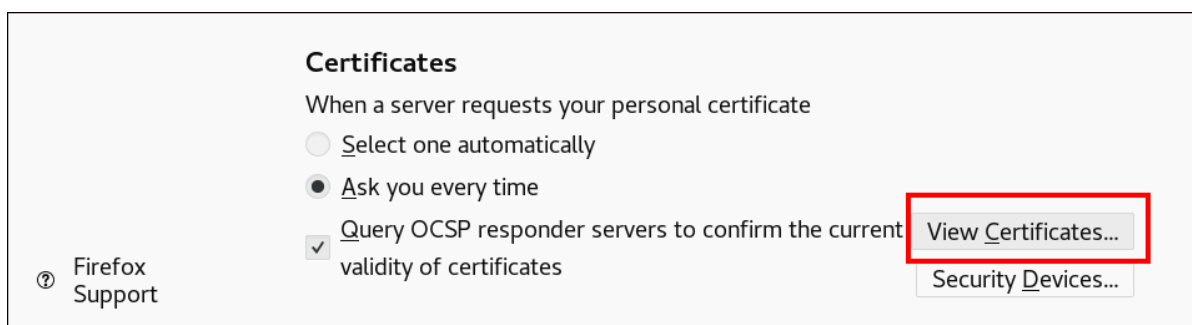 Certificates
When a server requests your personal certificate
Select one automatically
Ask you every time
Query OCSP responder servers to confirm the current
validity of certificates
View Certificates...
Security Devices...
Firefox
Support